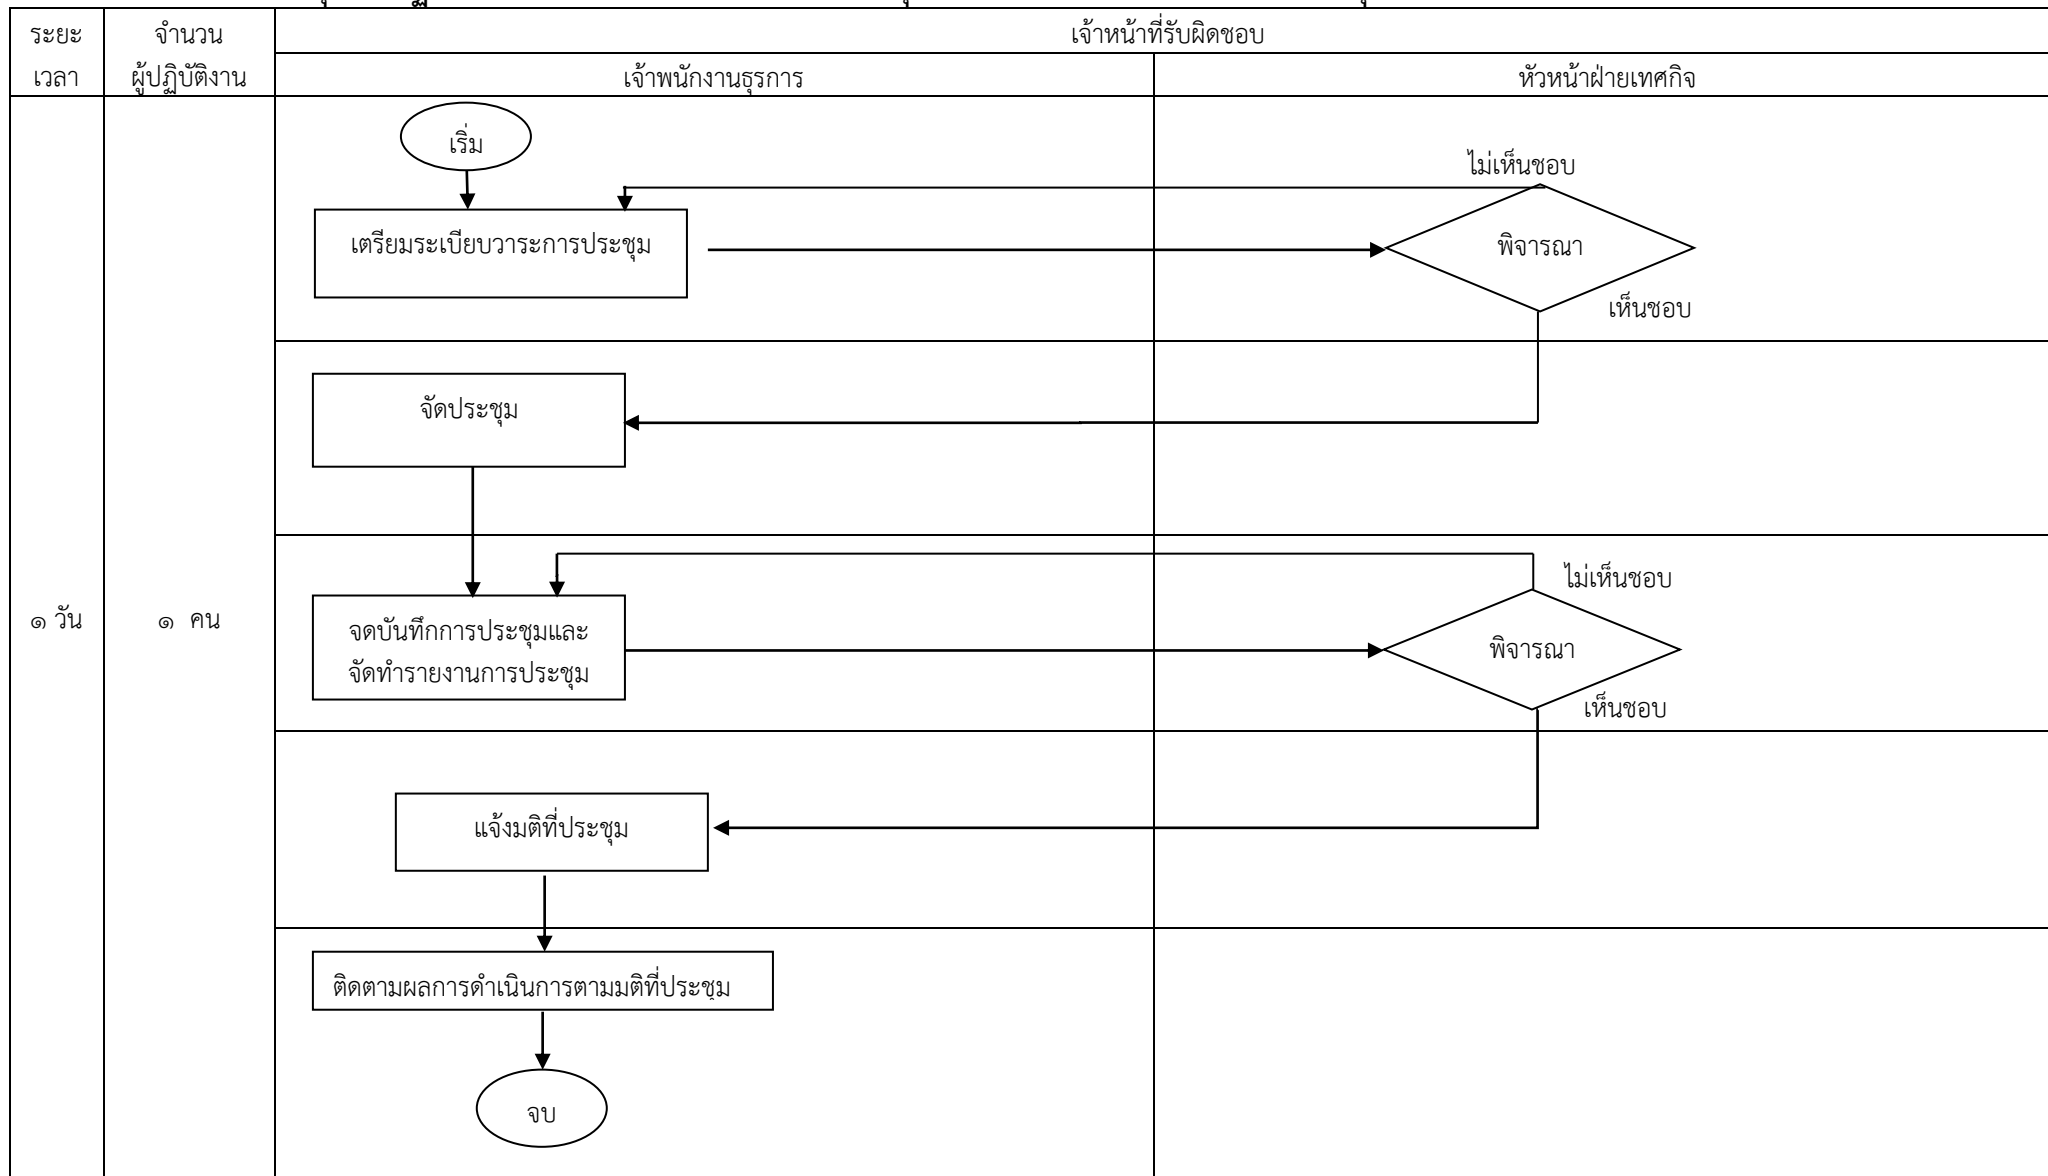 ระยะ
เวลา
จำนวน
ผู้ปฏิบัติงาน
เจ้าหน้าที่รับผิดชอบ
เจ้าพนักงานธุรการ
หัวหน้าฝ่ายเทศกิจ
เริ่ม
ไม่เห็นชอบ
เตรียมระเบียบวาระการประชุม
พิจารณา
เห็นชอบ
จัดประชุม
ไม่เห็นชอบ
๑ วัน
๑ คน
จดบันทึกการประชุมและ
จัดทำรายงานการประชุม
พิจารณา
เห็นชอบ
แจ้งมติที่ประชุม
ติดตามผลการดำเนินการตามมติที่ประชุม
จบ